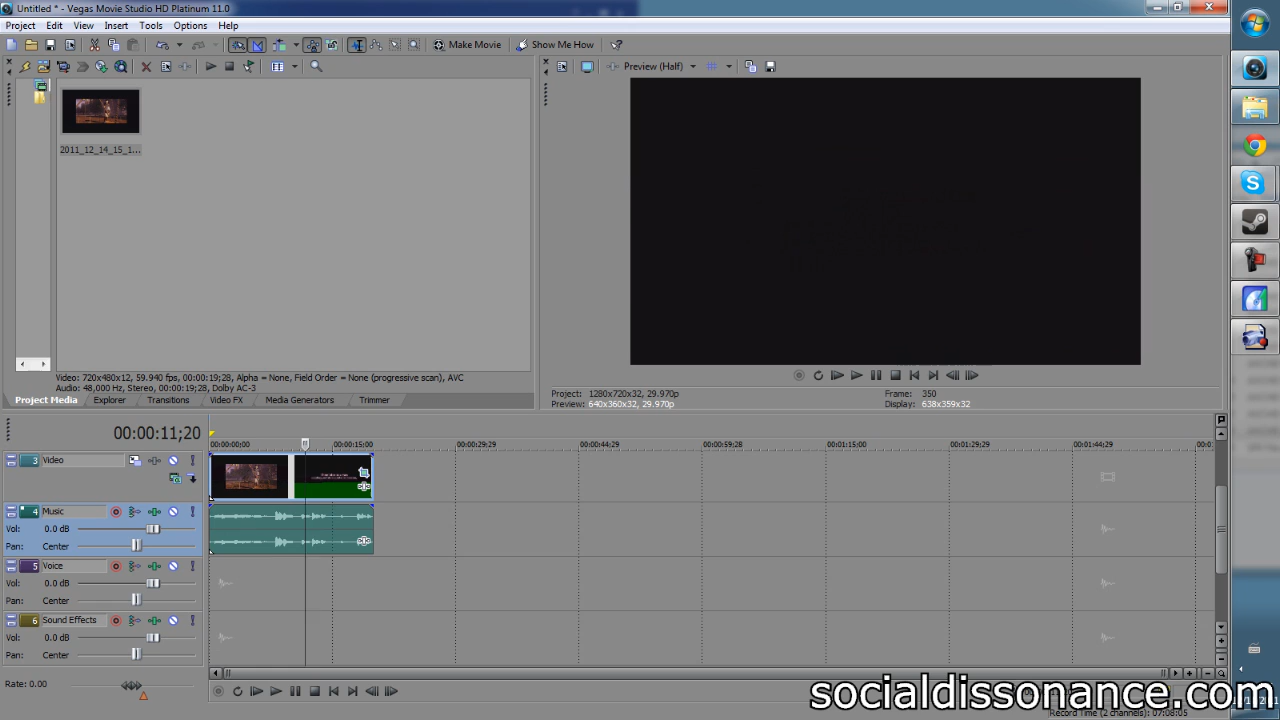 Untitled * - Vegas Movie Studio HD Platinum 11.0
Project Edit View Insert Tools Options Help
Make Movie Show Me How
Preview (Half)
2011_12_14_15_1...
Video: 720x480x12, 59.940 fps, 00:00:19;28, Alpha = None, Field Order = None (progressive scan), AVC
Audio: 48,000 Hz, Stereo, 00:00:19;28, Dolby AC-3
Project Media Explorer Transitions Video FX Media Generators Trimmer
Project: 1280x720x32, 29.970p Frame: 350
Preview: 640x360x32, 29.970p Display: 638x359x32
00:00:11;20
00:00:00;00 00:00:15;00 00:00:29;29 00:00:44;29 00:00:59;28 00:01:15;00 00:01:29;29 00:01:44;29
3 Video
4 Music
Vol: 0.0 dB
Pan: Center
5 Voice
Vol: 0.0 dB
Pan: Center
6 Sound Effects
Vol: 0.0 dB
Pan: Center
Rate: 0.00
socialdissonance.com
Record Time (2 channels): 07:08:05